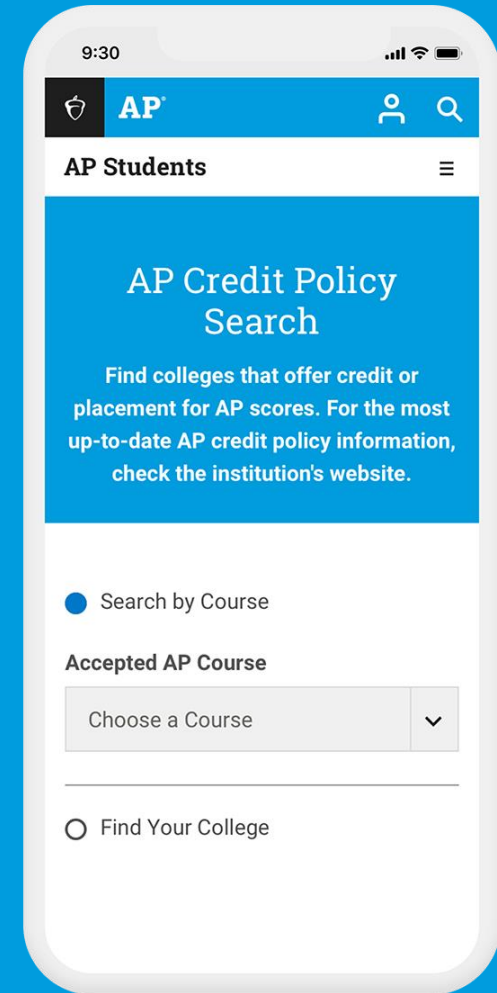 9:30
AP®
AP Students
AP Credit Policy
Search
Find colleges that offer credit or
placement for AP scores. For the most
up-to-date AP credit policy information,
check the institution's website.
Search by Course
Accepted AP Course
Choose a Course
Find Your College